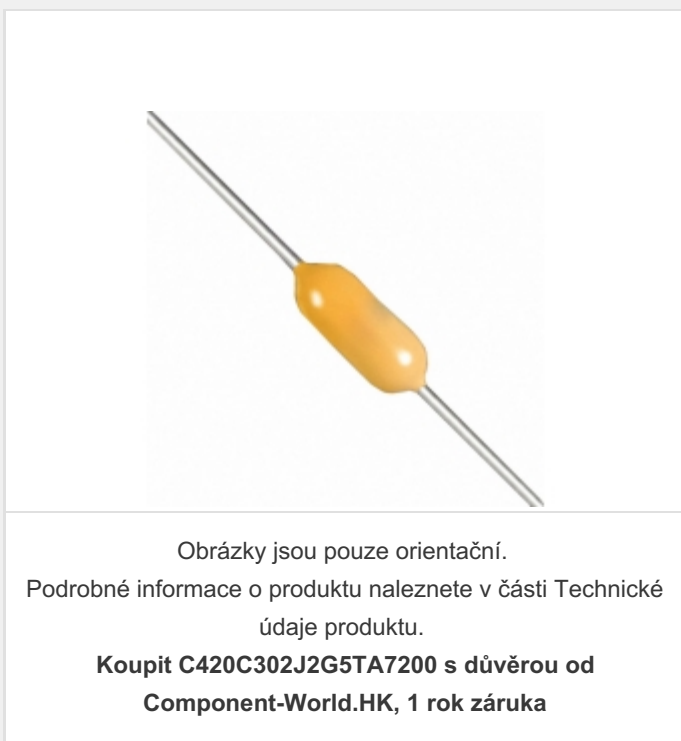 Obrázky jsou pouze orientační.
Podrobné informace o produktu naleznete v části Technické
údaje produktu.
Koupit C420C302J2G5TA7200 s důvěrou od
Component-World.HK, 1 rok záruka